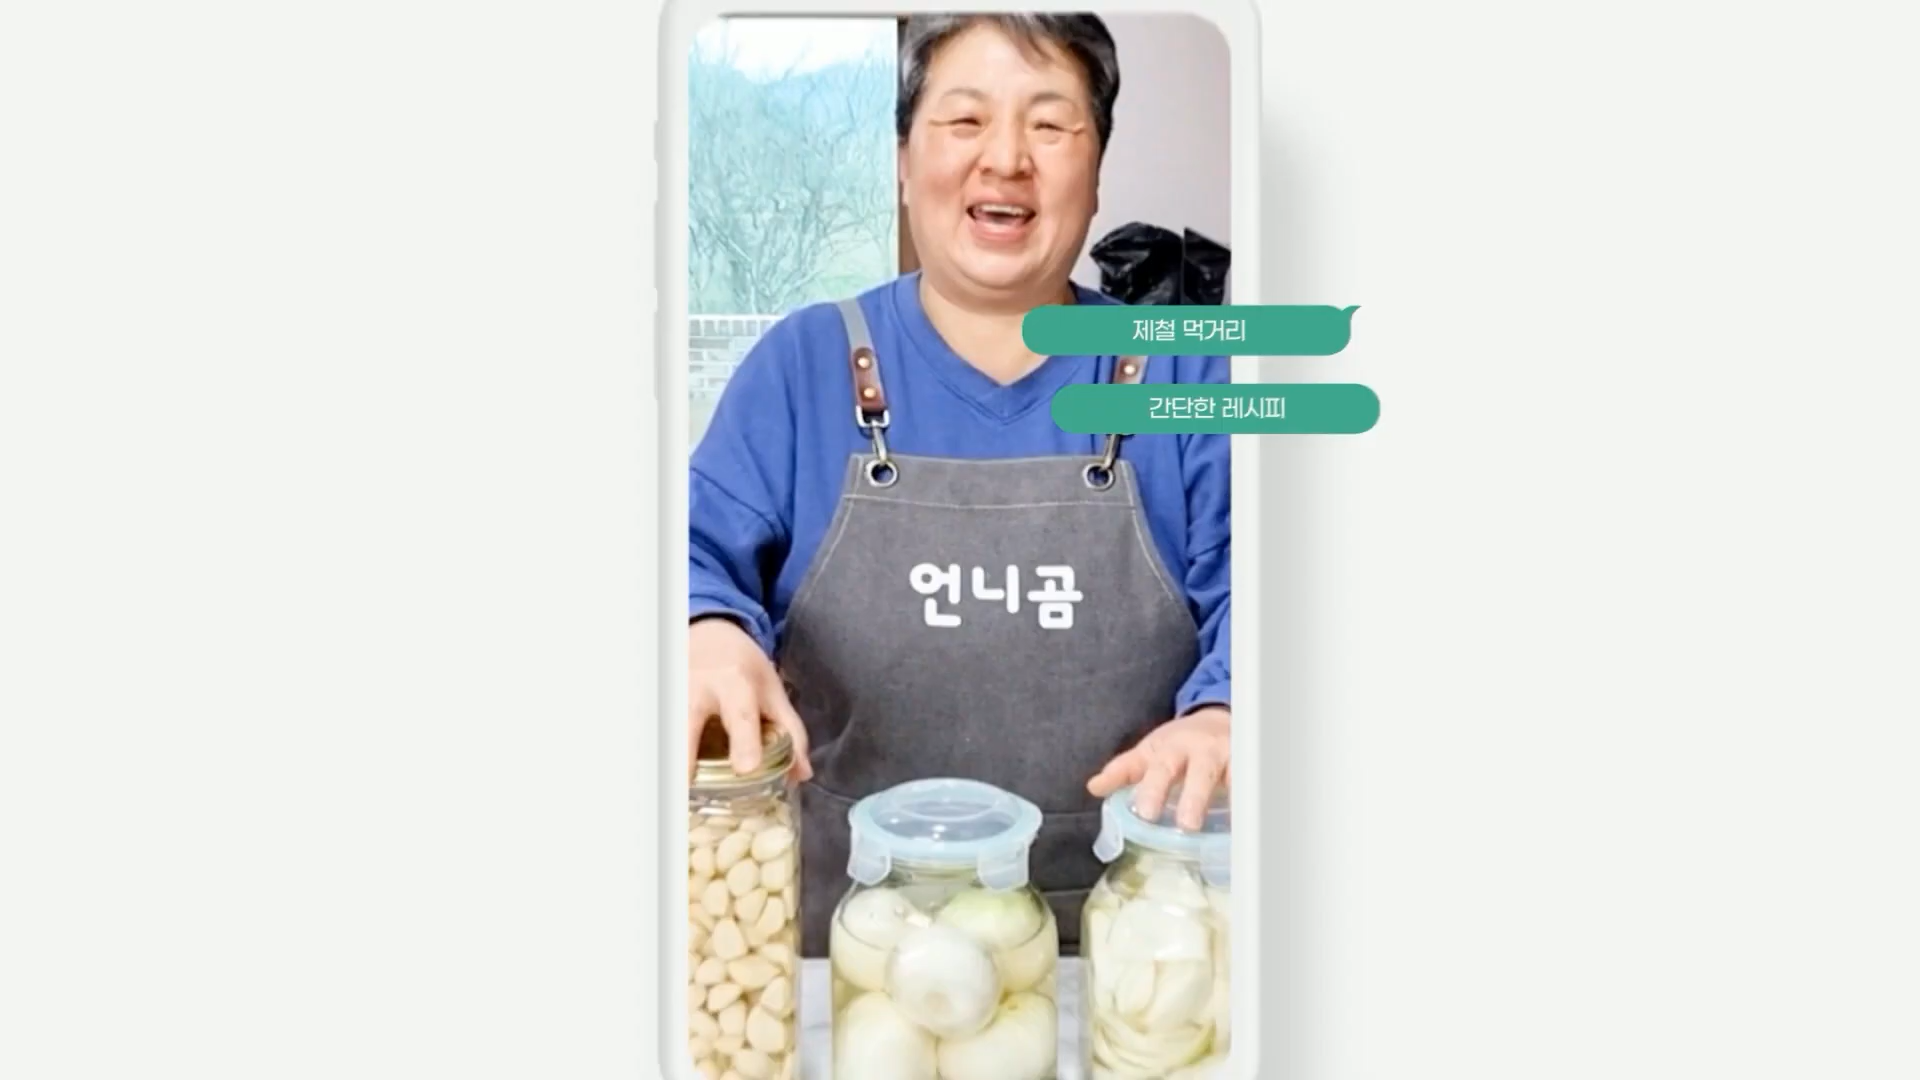 제철 먹거리
간단한 레시피
언니곰